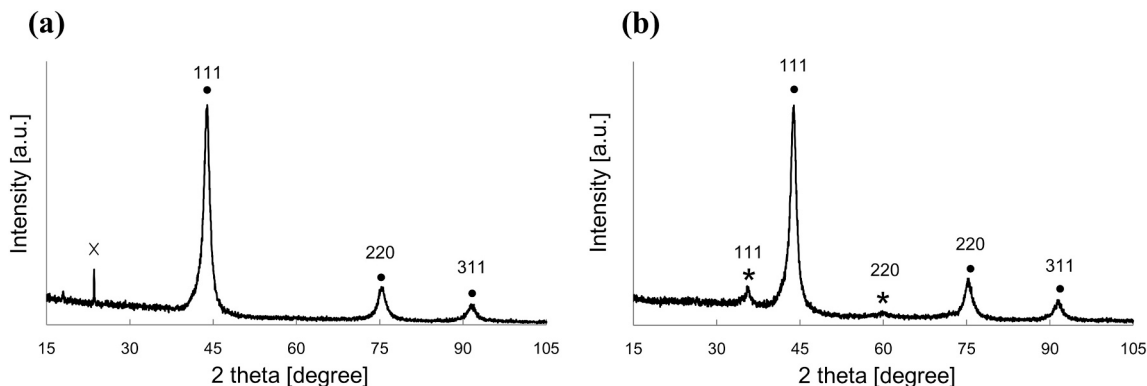 (a)
111
●
Intensity [a.u.]
×
220
●
311
●
15 30 45 60 75 90 105
2 theta [degree]
(b)
111
●
Intensity [a.u.]
111
*
220
*
220
●
311
●
15 30 45 60 75 90 105
2 theta [degree]